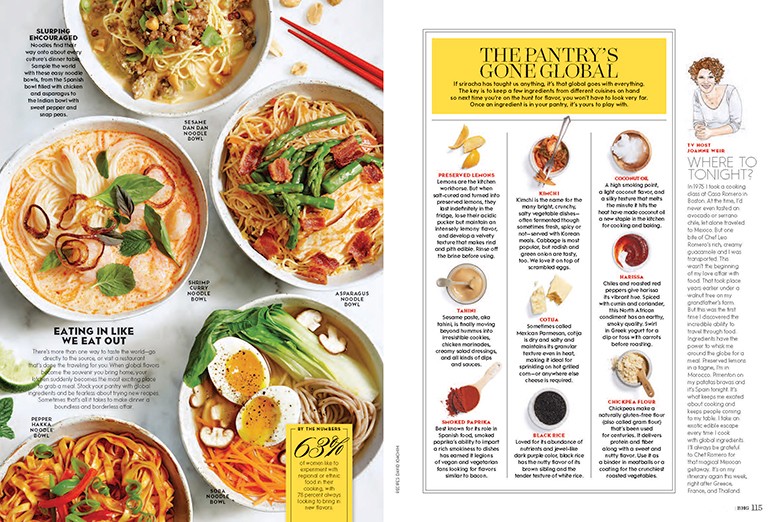 SLURPING
ENCOURAGED
Noodles find their
way onto about every
culture's dinner table.
Sample the world
with these easy noodle
bowls, from the Spanish
bowl filled with chicken
and asparagus to
the Indian bowl with
sweet pepper and
snap peas.
SESAME
DAN DAN
NOODLE
BOWL
SHRIMP
CURRY
NOODLE
BOWL
ASPARAGUS
NOODLE
BOWL
EATING IN LIKE
WE EAT OUT
There's more than one way to taste the world—go
directly to the source, or visit a restaurant
that's done the traveling for you. When global flavors
become the souvenir you bring home, your
kitchen suddenly becomes the most exciting place
to grab a meal. Stock your pantry with global
ingredients and be fearless about trying new recipes.
Sometimes that's all it takes to make dinner a
boundless and borderless affair.
PEPPER
HAKKA
NOODLE
BOWL
SOBA
NOODLE BOWL
BY THE NUMBERS
63%
of women like to
experiment with
regional or ethnic
food in their
cooking, with
75 percent always
looking to bring in
new flavors.
THE PANTRY'S
GONE GLOBAL
If sriracha has taught us anything, it's that global goes with everything.
The key is to keep a few ingredients from different cuisines on hand
so next time you're on the hunt for flavor, you won't have to look very far.
Once an ingredient is in your pantry, it's yours to play with.
PRESERVED LEMONS
Lemons are the kitchen
workhorse. But when
salt-cured and turned into
preserved lemons, they
last indefinitely in the
fridge, lose their acidic
pucker but maintain an
intensely lemony flavor,
and develop a velvety
texture that makes rind
and pith edible. Rinse off
the brine before using.
KIMCHI
Kimchi is the name for the
many bright, crunchy,
salty vegetable dishes—
often fermented though
sometimes fresh, spicy or
not—served with Korean
meals. Cabbage is most
popular, but radish and
green onion are tasty,
too. We love it on top of
scrambled eggs.
COCONUT OIL
A high smoking point,
a light coconut flavor, and
a silky texture that melts
the minute it hits the
heat have made coconut oil
a new staple in the kitchen
for cooking and baking.
TAHINI
Sesame paste, aka
tahini, is finally moving
beyond hummus into
irresistible cookies,
chicken marinades,
creamy salad dressings,
and all kinds of dips
and sauces.
COTIJA
Sometimes called
Mexican Parmesan, cotija
is dry and salty and
maintains its granular
texture even in heat,
making it ideal for
sprinkling on hot grilled
corn—or anywhere else
cheese is required.
HARISSA
Chiles and roasted red
peppers give harissa
its vibrant hue. Spiced
with cumin and coriander,
this North African
condiment has an earthy,
smoky quality. Swirl
in Greek yogurt for a
dip or toss with carrots
before roasting.
SMOKED PAPRIKA
Best known for its role in
Spanish food, smoked
paprika's ability to impart
a rich smokiness to dishes
has earned it legions
of vegan and vegetarian
fans looking for flavors
similar to bacon.
BLACK RICE
Loved for its abundance of
nutrients and jewel-like
dark purple color, black rice
has the nutty flavor of its
brown sibling and the
tender texture of white rice.
CHICKPEA FLOUR
Chickpeas make a
naturally gluten-free flour
(also called gram flour)
that's been used
for centuries. It delivers
protein and fiber
along with a sweet and
nutty flavor. Use it as
a binder in meatballs or a
coating for the crunchiest
roasted vegetables.
TV HOST
JOANNE WEIR
WHERE TO
TONIGHT?
In 1975 I took a cooking
class at Casa Romero in
Boston. At the time, I'd
never even tasted an
avocado or serrano
chile, let alone traveled
to Mexico. But one
bite of Chef Leo
Romero's rich, creamy
guacamole and I was
transported. This
wasn't the beginning
of my love affair with
food. That took place
years earlier under a
walnut tree on my
grandfather's farm.
But this was the first
time I discovered the
incredible ability to
travel through food.
Ingredients have the
power to whisk me
around the globe for a
meal. Preserved lemons
in a tagine, I'm in
Morocco. Pimenton on
my patatas bravas and
it's Spain tonight. It's
what keeps me excited
about cooking and
keeps people coming
to my table. I take an
exotic edible escape
every time I cook
with global ingredients.
I'll always be grateful
to Chef Romero for
that magical Mexican
getaway. It's on my
itinerary again this week,
right after Greece,
France, and Thailand.
BHG 115